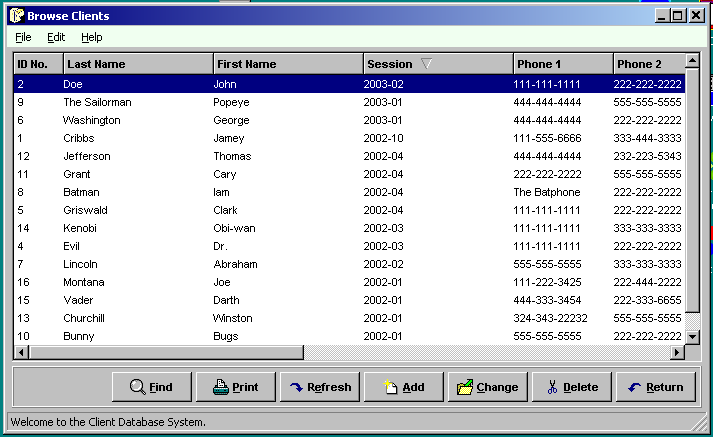 Browse Clients
File Edit Help
ID No. Last Name First Name Session Phone 1 Phone 2
2 Doe John 2003-02 111-111-1111 222-222-2222
9 The Sailorman Popeye 2003-01 444-444-4444 555-555-5555
6 Washington George 2003-01 444-444-4444 222-222-2222
1 Cribbs Jamey 2002-10 111-555-6666 333-444-3333
12 Jefferson Thomas 2002-04 444-444-4444 232-223-5343
11 Grant Cary 2002-04 222-222-2222 555-555-5555
8 Batman Iam 2002-04 The Batphone 222-222-2222
5 Griswald Clark 2002-04 111-111-1111 222-222-2222
14 Kenobi Obi-wan 2002-03 111-111-1111 333-333-3333
4 Evil Dr. 2002-03 111-111-1111 222-222-2222
7 Lincoln Abraham 2002-02 555-555-5555 333-333-3333
16 Montana Joe 2002-01 111-222-3425 222-444-2222
15 Vader Darth 2002-01 444-333-3454 222-333-6655
13 Churchill Winston 2002-01 324-343-22232 555-555-5555
10 Bunny Bugs 2002-01 555-555-5555 222-222-2222
Find Print Refresh Add Change Delete Return
Welcome to the Client Database System.